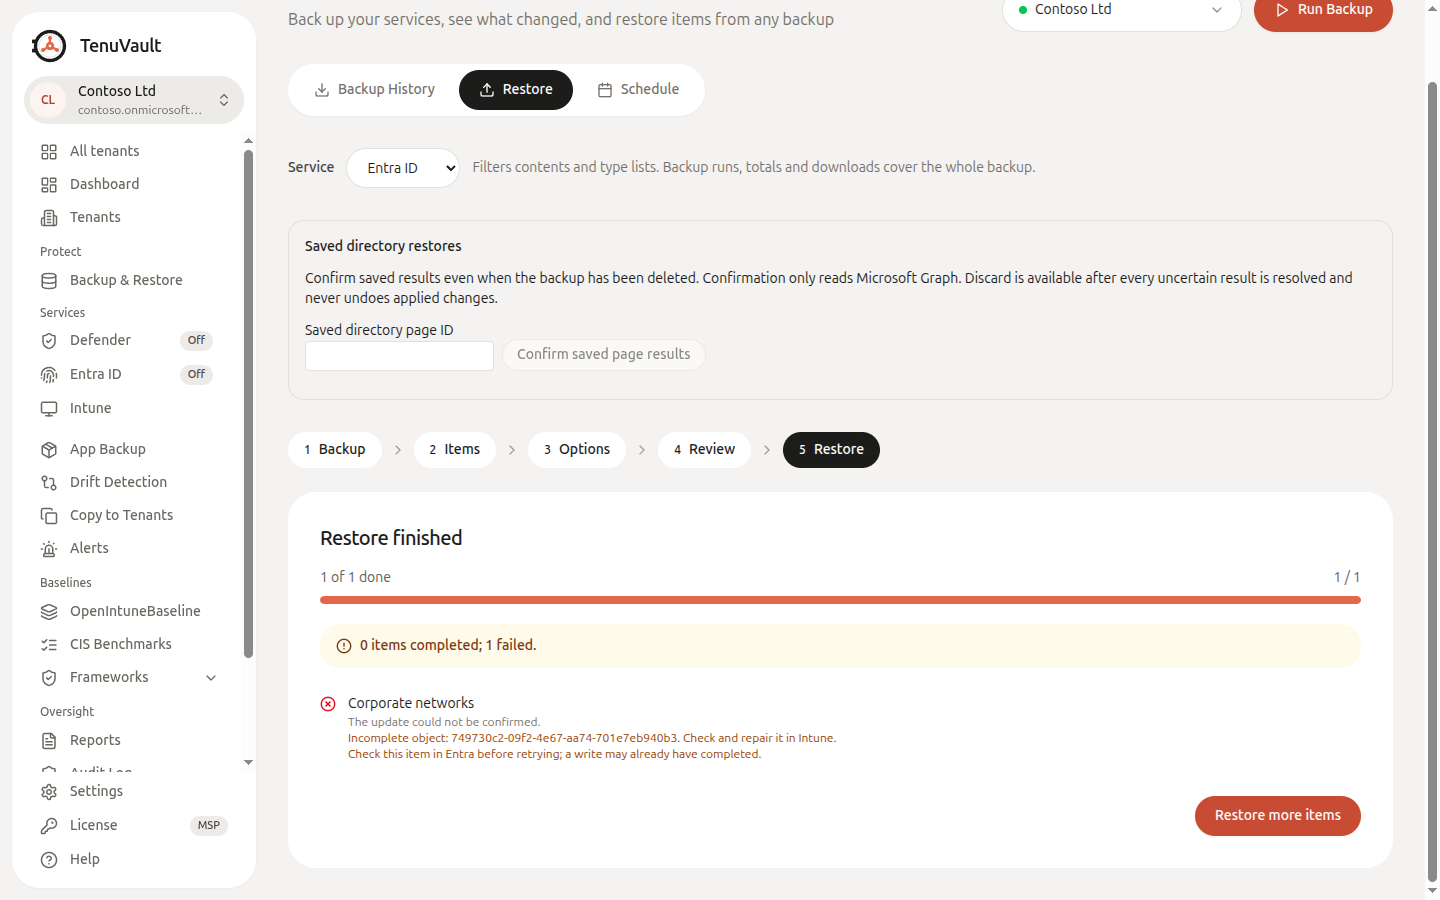 TenuVault
CL
Contoso Ltd
contoso.onmicrosoft...
All tenants
Dashboard
Tenants
Protect
Backup & Restore
Services
Defender
Off
Entra ID
Off
Intune
App Backup
Drift Detection
Copy to Tenants
Alerts
Baselines
OpenIntuneBaseline
CIS Benchmarks
Frameworks
Oversight
Reports
Audit Log
Settings
License
MSP
Help
Back up your services, see what changed, and restore items from any backup
Contoso Ltd
Run Backup
Backup History
Restore
Schedule
Service
Entra ID
Filters contents and type lists. Backup runs, totals and downloads cover the whole backup.
Saved directory restores
Confirm saved results even when the backup has been deleted. Confirmation only reads Microsoft Graph. Discard is available after every uncertain result is resolved and
never undoes applied changes.
Saved directory page ID
Confirm saved page results
1 Backup
2 Items
3 Options
4 Review
5 Restore
Restore finished
1 of 1 done
1 / 1
0 items completed; 1 failed.
Corporate networks
The update could not be confirmed.
Incomplete object: 749730c2-09f2-4e67-aa74-701e7eb940b3. Check and repair it in Intune.
Check this item in Entra before retrying; a write may already have completed.
Restore more items